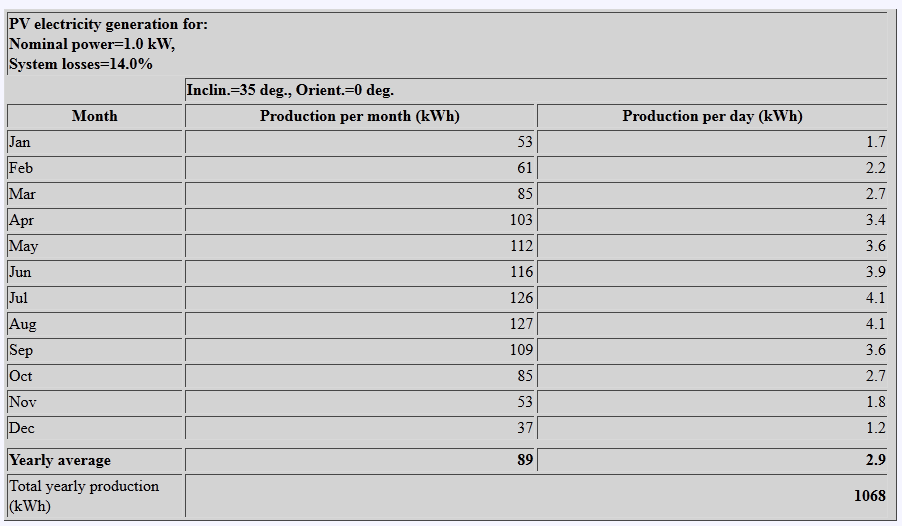 PV electricity generation for:
Nominal power=1.0 kW,
System losses=14.0%
Inclin.=35 deg., Orient.=0 deg.
Month Production per month (kWh) Production per day (kWh)
Jan 53 1.7
Feb 61 2.2
Mar 85 2.7
Apr 103 3.4
May 112 3.6
Jun 116 3.9
Jul 126 4.1
Aug 127 4.1
Sep 109 3.6
Oct 85 2.7
Nov 53 1.8
Dec 37 1.2
Yearly average 89 2.9
Total yearly production
(kWh) 1068